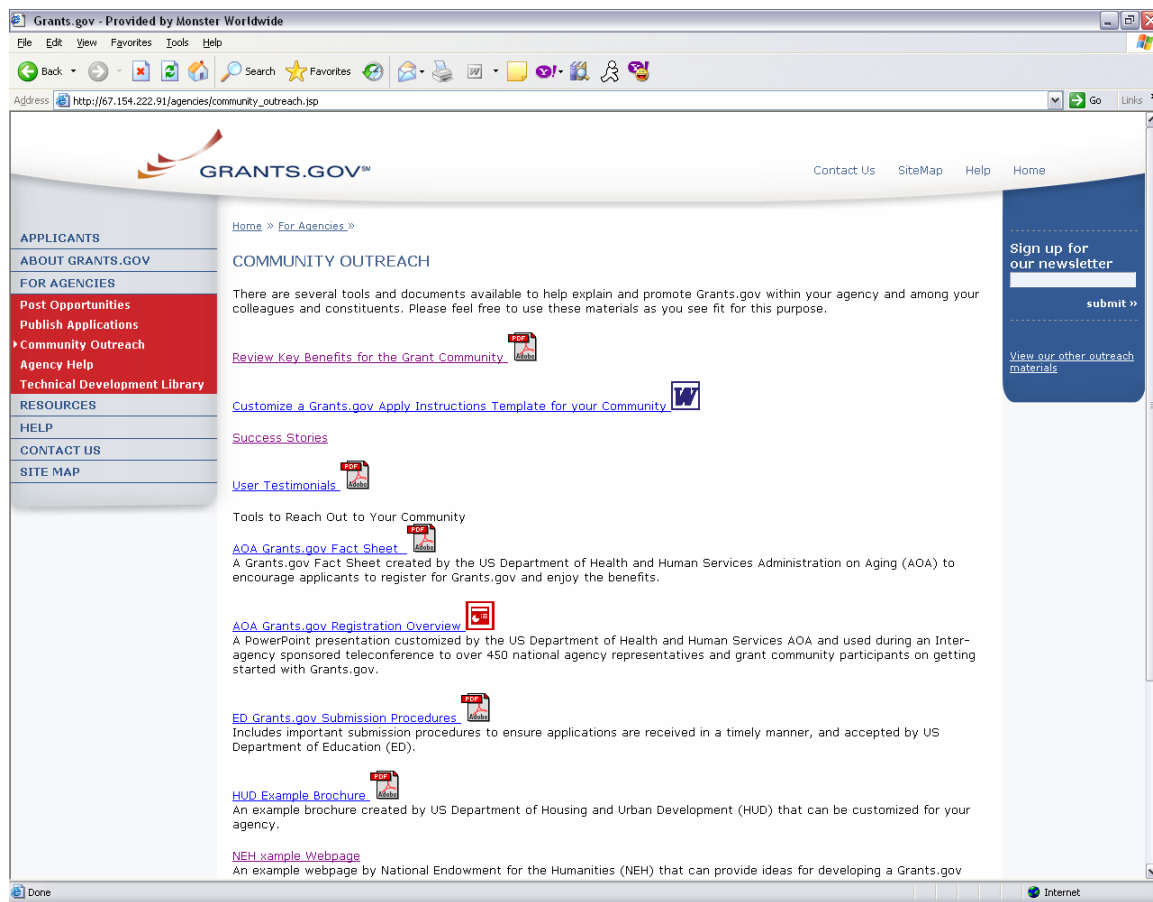 Grants.gov - Provided by Monster Worldwide
File Edit View Favorites Tools Help
Back Search Favorites
Address http://67.154.222.91/agencies/community_outreach.jsp Go Links
GRANTS.GOV℠
Contact Us SiteMap Help Home
APPLICANTS
ABOUT GRANTS.GOV
FOR AGENCIES
Post Opportunities
Publish Applications
Community Outreach
Agency Help
Technical Development Library
RESOURCES
HELP
CONTACT US
SITE MAP
Home » For Agencies »
COMMUNITY OUTREACH
There are several tools and documents available to help explain and promote Grants.gov within your agency and among your
colleagues and constituents. Please feel free to use these materials as you see fit for this purpose.
Review Key Benefits for the Grant Community PDF Adobe
Customize a Grants.gov Apply Instructions Template for your Community W
Success Stories
User Testimonials PDF Adobe
Tools to Reach Out to Your Community
AOA Grants.gov Fact Sheet PDF Adobe
A Grants.gov Fact Sheet created by the US Department of Health and Human Services Administration on Aging (AOA) to
encourage applicants to register for Grants.gov and enjoy the benefits.
AOA Grants.gov Registration Overview
A PowerPoint presentation customized by the US Department of Health and Human Services AOA and used during an Inter-
agency sponsored teleconference to over 450 national agency representatives and grant community participants on getting
started with Grants.gov.
ED Grants.gov Submission Procedures PDF Adobe
Includes important submission procedures to ensure applications are received in a timely manner, and accepted by US
Department of Education (ED).
HUD Example Brochure PDF Adobe
An example brochure created by US Department of Housing and Urban Development (HUD) that can be customized for your
agency.
NEH xample Webpage
An example webpage by National Endowment for the Humanities (NEH) that can provide ideas for developing a Grants.gov
Sign up for
our newsletter
submit »
View our other outreach
materials
Done Internet